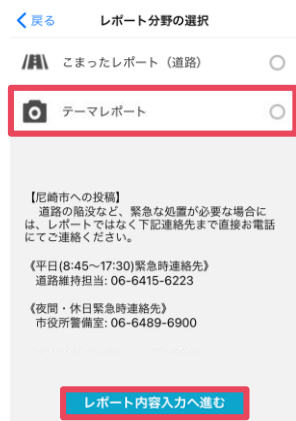 戻る レポート分野の選択
こまったレポート（道路）
テーマレポート
【尼崎市への投稿】
道路の陥没など、緊急な処置が必要な場合に
は、レポートではなく下記連絡先まで直接お電話
にてご連絡ください。
《平日(8:45〜17:30)緊急時連絡先》
道路維持担当: 06-6415-6223
《夜間・休日緊急時連絡先》
市役所警備室: 06-6489-6900
レポート内容入力へ進む